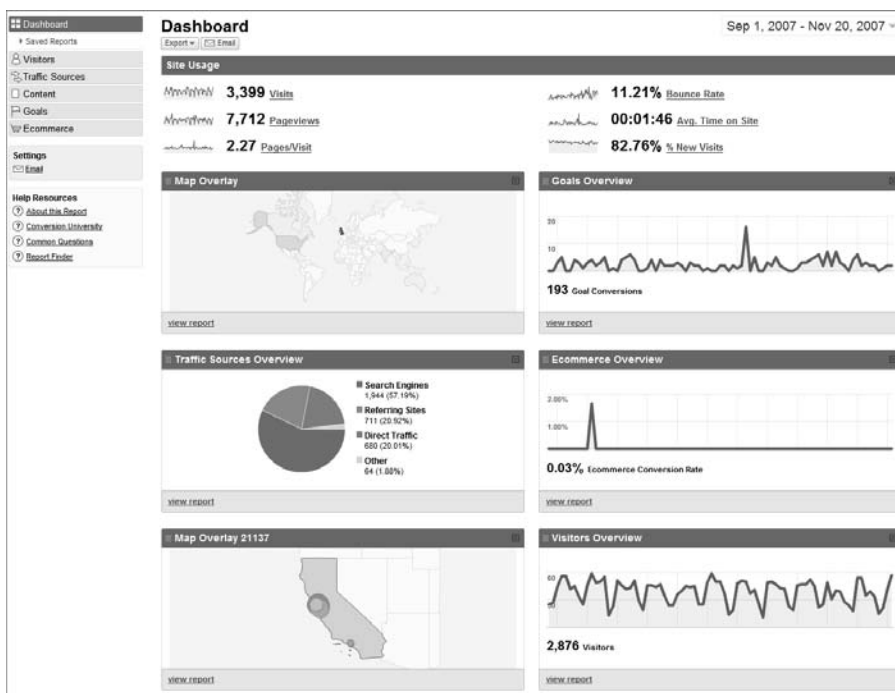 Dashboard
Saved Reports
Visitors
Traffic Sources
Content
Goals
Ecommerce
Settings
Email
Help Resources
About this Report
Conversion University
Common Questions
Report Finder
Dashboard
Sep 1, 2007 - Nov 20, 2007
Export
Email
Site Usage
3,399 Visits
11.21% Bounce Rate
7,712 Pageviews
00:01:46 Avg. Time on Site
2.27 Pages/Visit
82.76% % New Visits
Map Overlay
view report
Goals Overview
20
10
193 Goal Conversions
view report
Traffic Sources Overview
Search Engines
1,944 (57.19%)
Referring Sites
711 (20.92%)
Direct Traffic
680 (20.01%)
Other
64 (1.88%)
view report
Ecommerce Overview
2.00%
1.00%
0.03% Ecommerce Conversion Rate
view report
Map Overlay 21137
view report
Visitors Overview
60
2,876 Visitors
view report